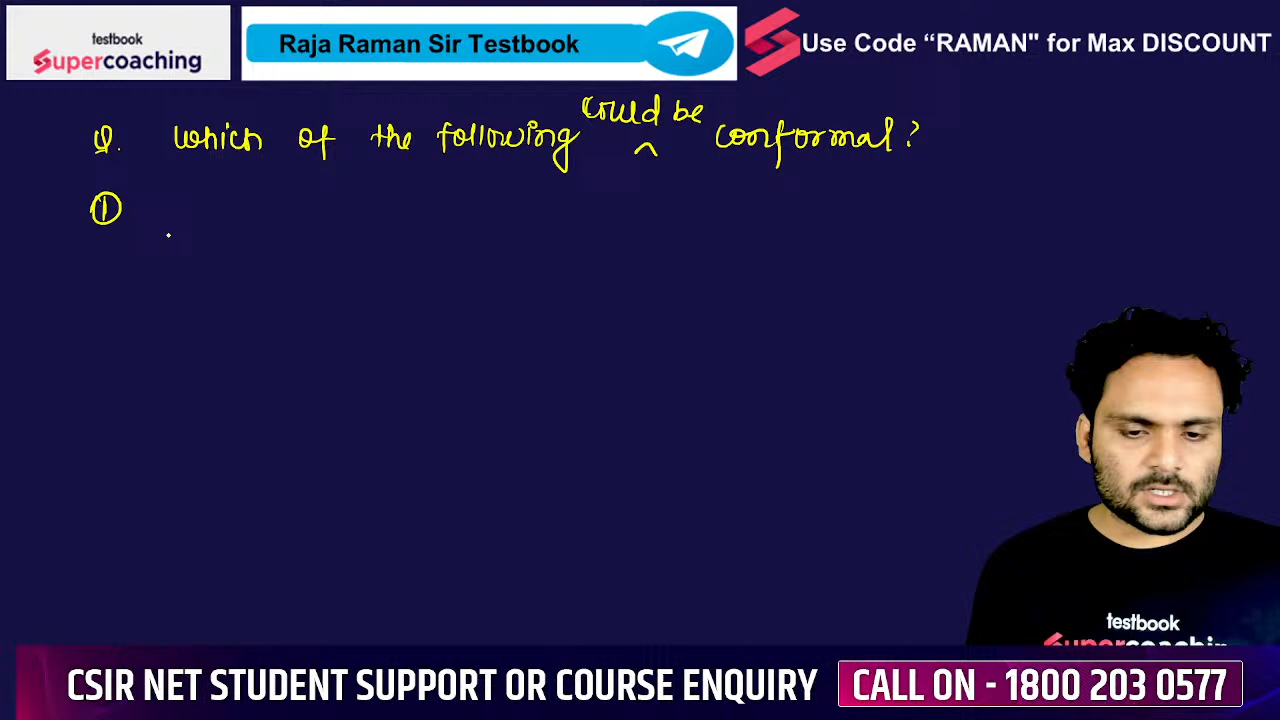 testbook
Supercoaching
Raja Raman Sir Testbook
Use Code “RAMAN" for Max DISCOUNT
Q. Which of the following could be ^ conformal?
①
testbook
Supercoachin
CSIR NET STUDENT SUPPORT OR COURSE ENQUIRY
CALL ON - 1800 203 0577